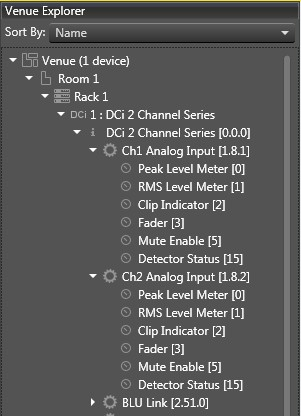 Venue Explorer
Sort By: Name
Venue (1 device)
Room 1
Rack 1
DCi 1 : DCi 2 Channel Series
i DCi 2 Channel Series [0.0.0]
Ch1 Analog Input [1.8.1]
Peak Level Meter [0]
RMS Level Meter [1]
Clip Indicator [2]
Fader [3]
Mute Enable [5]
Detector Status [15]
Ch2 Analog Input [1.8.2]
Peak Level Meter [0]
RMS Level Meter [1]
Clip Indicator [2]
Fader [3]
Mute Enable [5]
Detector Status [15]
BLU Link [2.51.0]